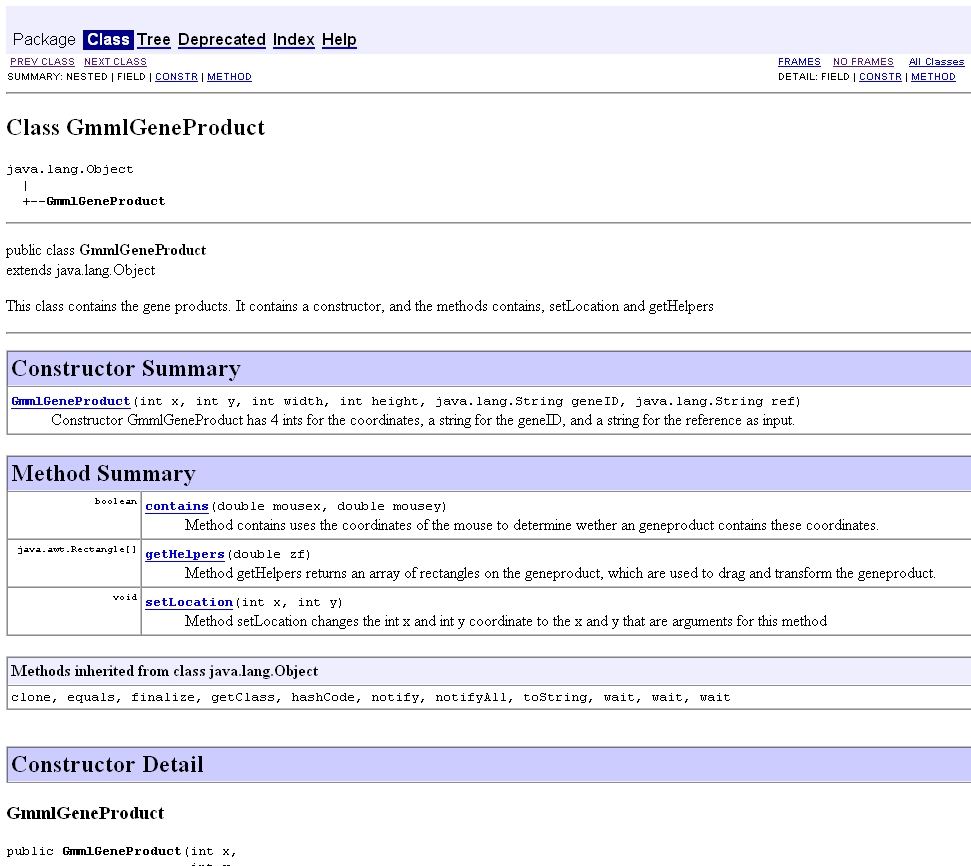 Package Class Tree Deprecated Index Help
PREV CLASS NEXT CLASS FRAMES NO FRAMES All Classes
SUMMARY: NESTED | FIELD | CONSTR | METHOD DETAIL: FIELD | CONSTR | METHOD
Class GmmlGeneProduct
java.lang.Object
|
+--GmmlGeneProduct
public class GmmlGeneProduct
extends java.lang.Object
This class contains the gene products. It contains a constructor, and the methods contains, setLocation and getHelpers
Constructor Summary
GmmlGeneProduct(int x, int y, int width, int height, java.lang.String geneID, java.lang.String ref)
Constructor GmmlGeneProduct has 4 ints for the coordinates, a string for the geneID, and a string for the reference as input.
Method Summary
boolean contains(double mousex, double mousey)
Method contains uses the coordinates of the mouse to determine wether an geneproduct contains these coordinates.
java.awt.Rectangle[] getHelpers(double zf)
Method getHelpers returns an array of rectangles on the geneproduct, which are used to drag and transform the geneproduct.
void setLocation(int x, int y)
Method setLocation changes the int x and int y coordinate to the x and y that are arguments for this method
Methods inherited from class java.lang.Object
clone, equals, finalize, getClass, hashCode, notify, notifyAll, toString, wait, wait, wait
Constructor Detail
GmmlGeneProduct
public GmmlGeneProduct(int x,